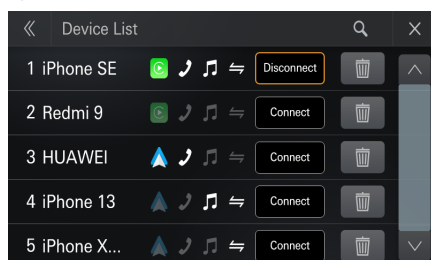 Device List
1 iPhone SE Disconnect
2 Redmi 9 Connect
3 HUAWEI Connect
4 iPhone 13 Connect
5 iPhone X... Connect